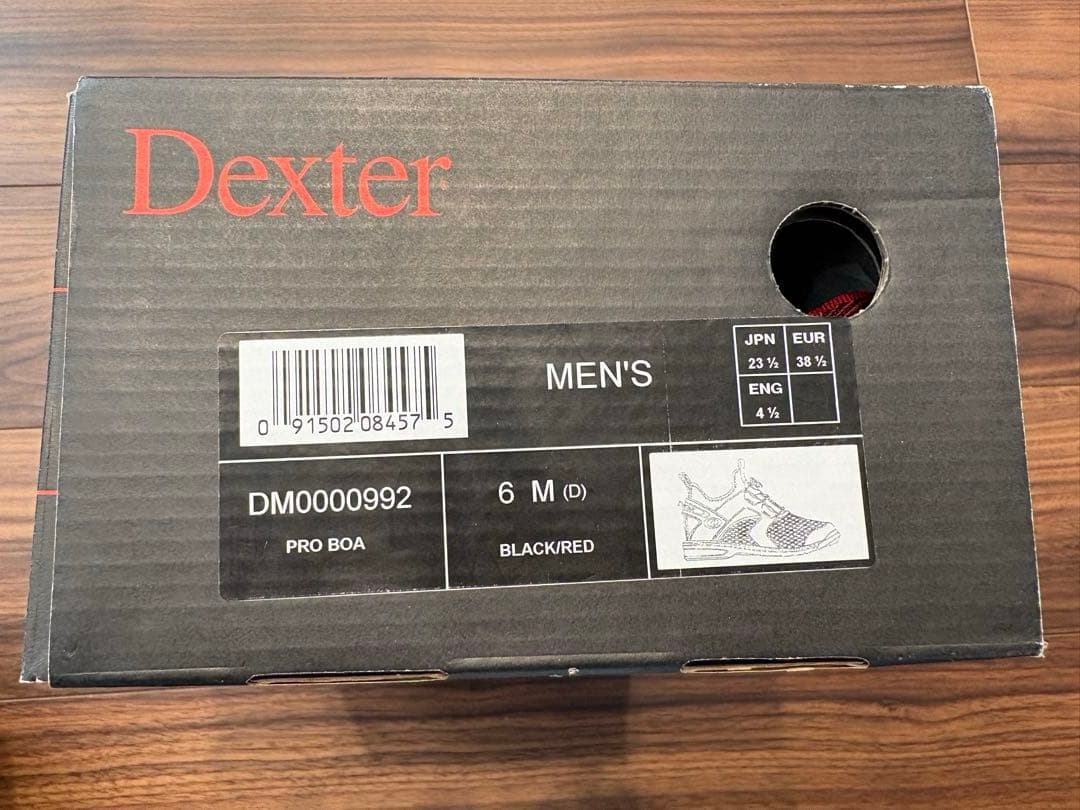 Dexter
0 91502 08457 5
MEN'S
JPN EUR
23 ½ 38 ½
ENG
4 ½
DM0000992
PRO BOA
6 M (D)
BLACK/RED